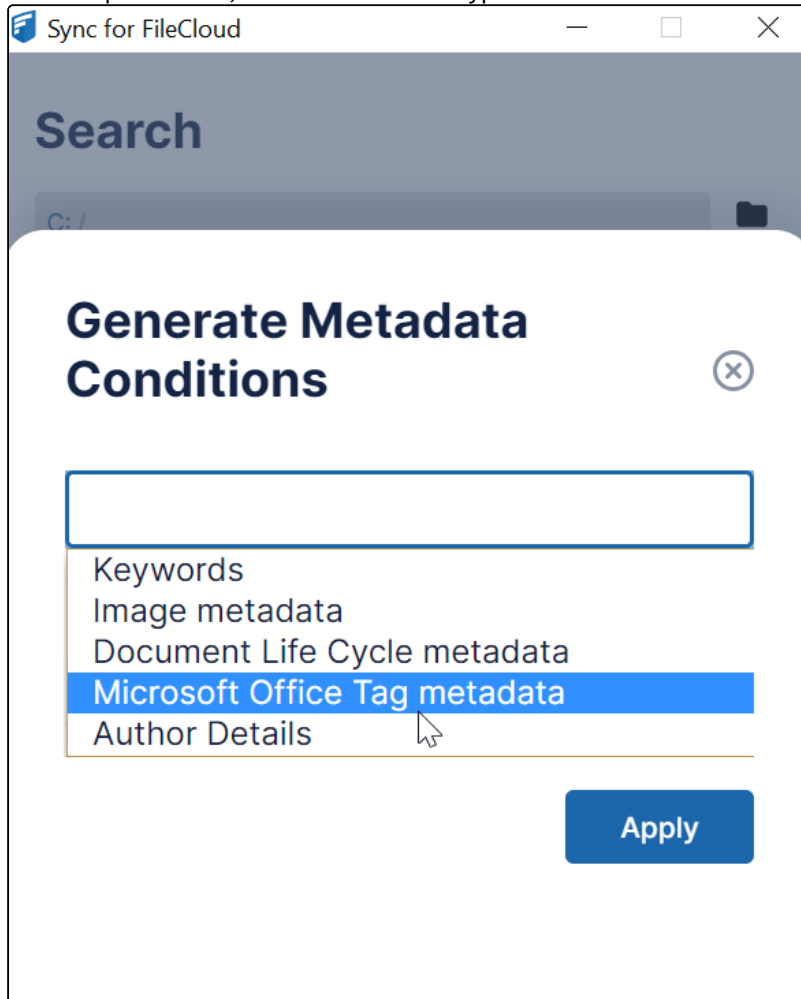 Sync for FileCloud
Search
C: /
Generate Metadata
Conditions
Keywords
Image metadata
Document Life Cycle metadata
Microsoft Office Tag metadata
Author Details
Apply